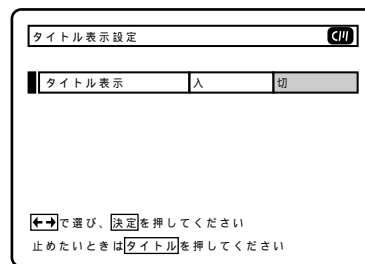 タイトル表示設定
タイトル表示 入 切
←→で選び、決定を押してください
止めたいときはタイトルを押してください